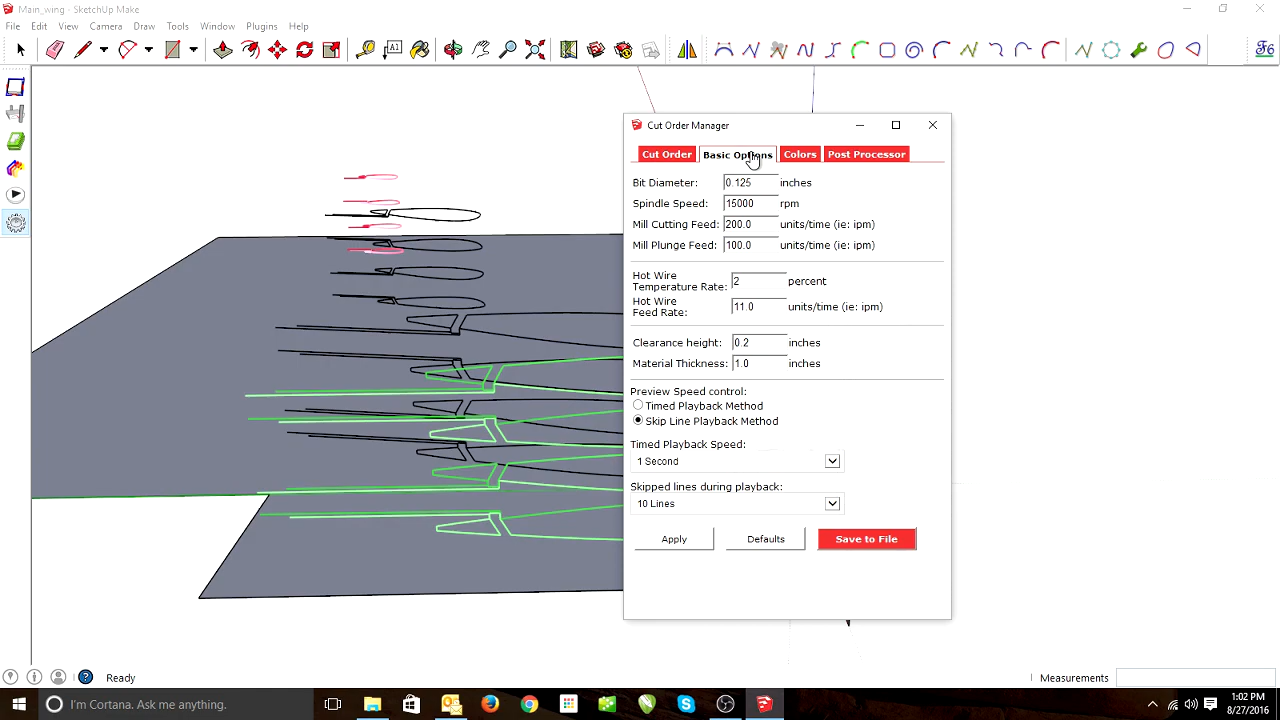 Main_wing - SketchUp Make
File Edit View Camera Draw Tools Window Plugins Help
A1
Cut Order Manager
Cut Order Basic Options Colors Post Processor
Bit Diameter: 0.125 inches
Spindle Speed: 15000 rpm
Mill Cutting Feed: 200.0 units/time (ie: ipm)
Mill Plunge Feed: 100.0 units/time (ie: ipm)
Hot Wire
Temperature Rate: 2 percent
Hot Wire
Feed Rate: 11.0 units/time (ie: ipm)
Clearance height: 0.2 inches
Material Thickness: 1.0 inches
Preview Speed control:
Timed Playback Method
Skip Line Playback Method
Timed Playback Speed:
1 Second
Skipped lines during playback:
10 Lines
Apply Defaults Save to File
Ready Measurements
I'm Cortana. Ask me anything.
1:02 PM
8/27/2016